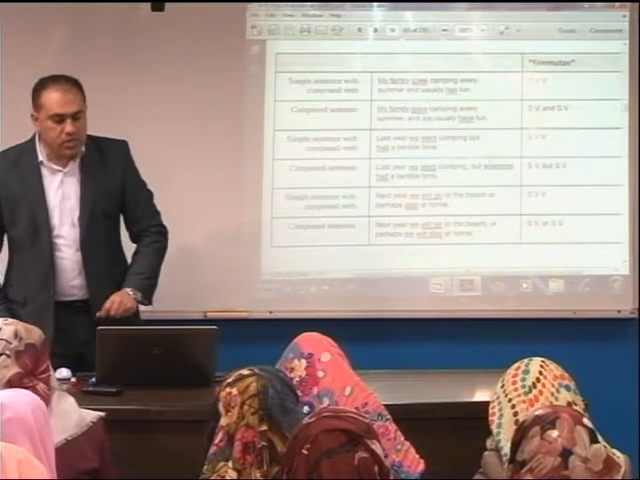 "Formulas"
Simple sentence with
compound verb
My family goes camping every
summer and usually has fun.
S V V
Compound sentence
My family goes camping every
summer, and we usually have fun.
S V, and S V
Simple sentence with
compound verb
Last year we went camping but
had a terrible time.
S V V
Compound sentence
Last year we went camping, but everyone
had a terrible time.
S V, but S V
Simple sentence with
compound verb
Next year we will go to the beach or
perhaps stay at home.
S V V
Compound sentence
Next year we will go to the beach, or
perhaps we will stay at home.
S V, or S V